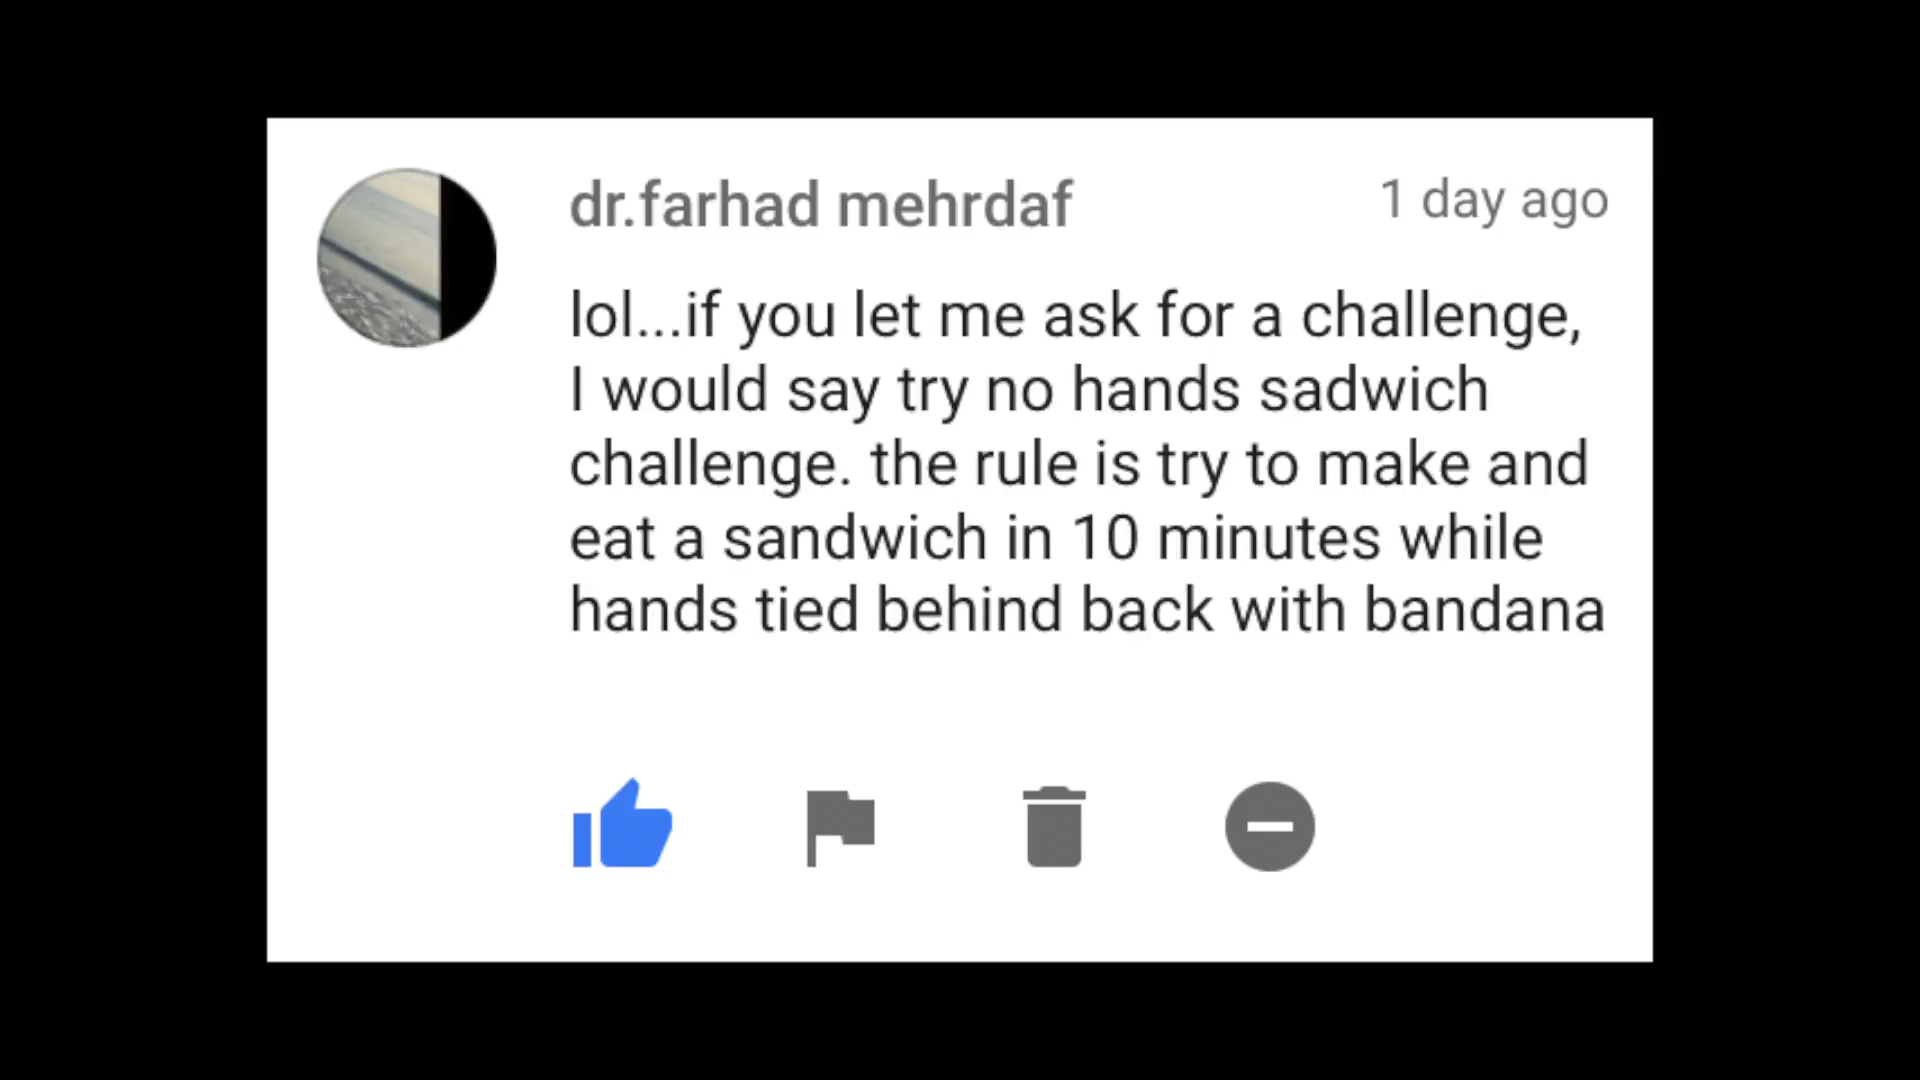 dr.farhad mehrdaf 1 day ago
lol...if you let me ask for a challenge,
I would say try no hands sadwich
challenge. the rule is try to make and
eat a sandwich in 10 minutes while
hands tied behind back with bandana